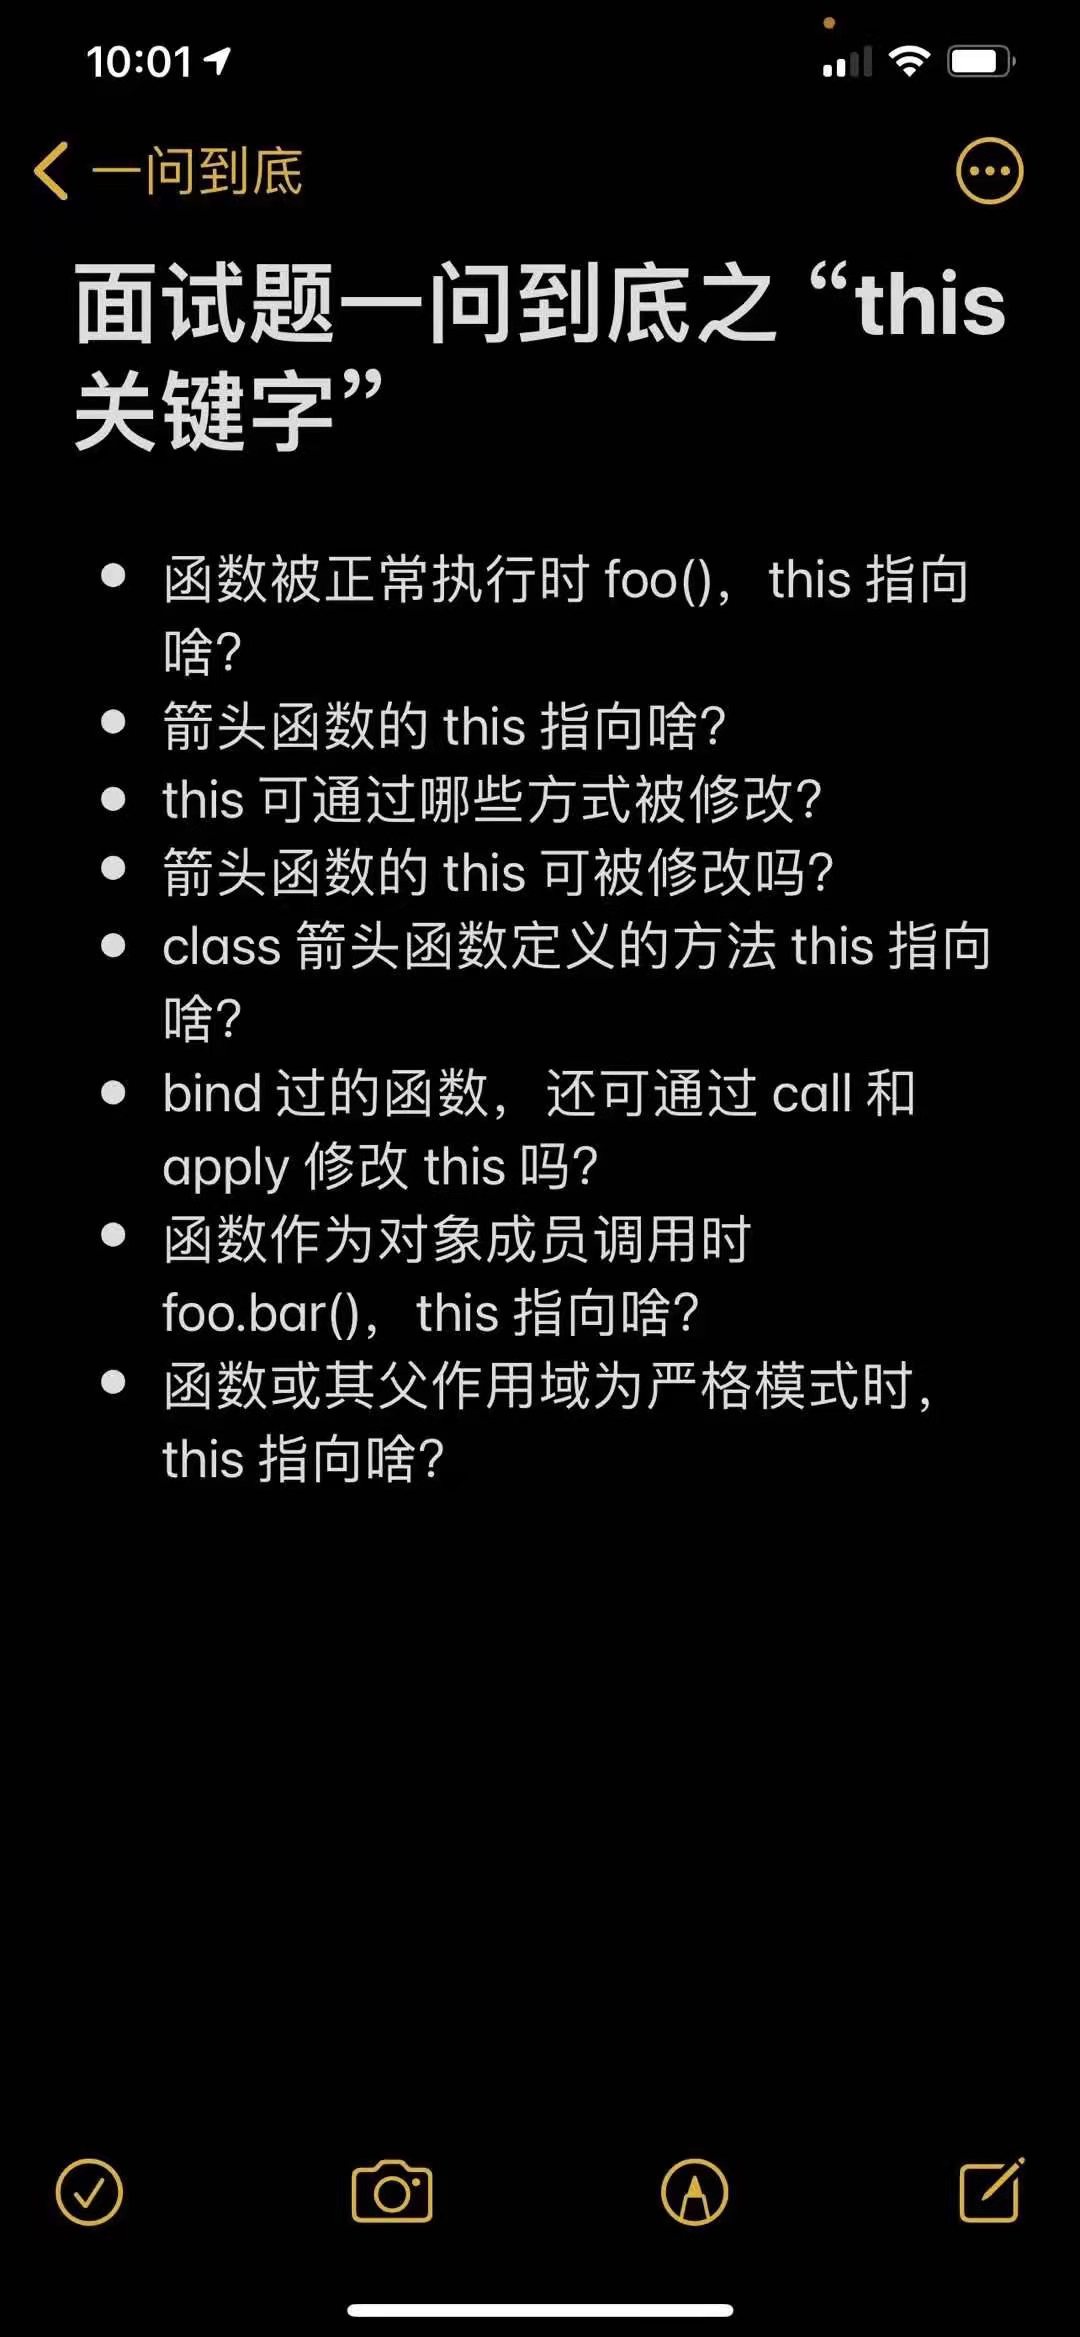 10:01
一问到底
面试题一问到底之 “this
关键字”
函数被正常执行时 foo()，this 指向
啥？
箭头函数的 this 指向啥？
this 可通过哪些方式被修改？
箭头函数的 this 可被修改吗？
class 箭头函数定义的方法 this 指向
啥？
bind 过的函数，还可通过 call 和
apply 修改 this 吗？
函数作为对象成员调用时
foo.bar()，this 指向啥？
函数或其父作用域为严格模式时，
this 指向啥？